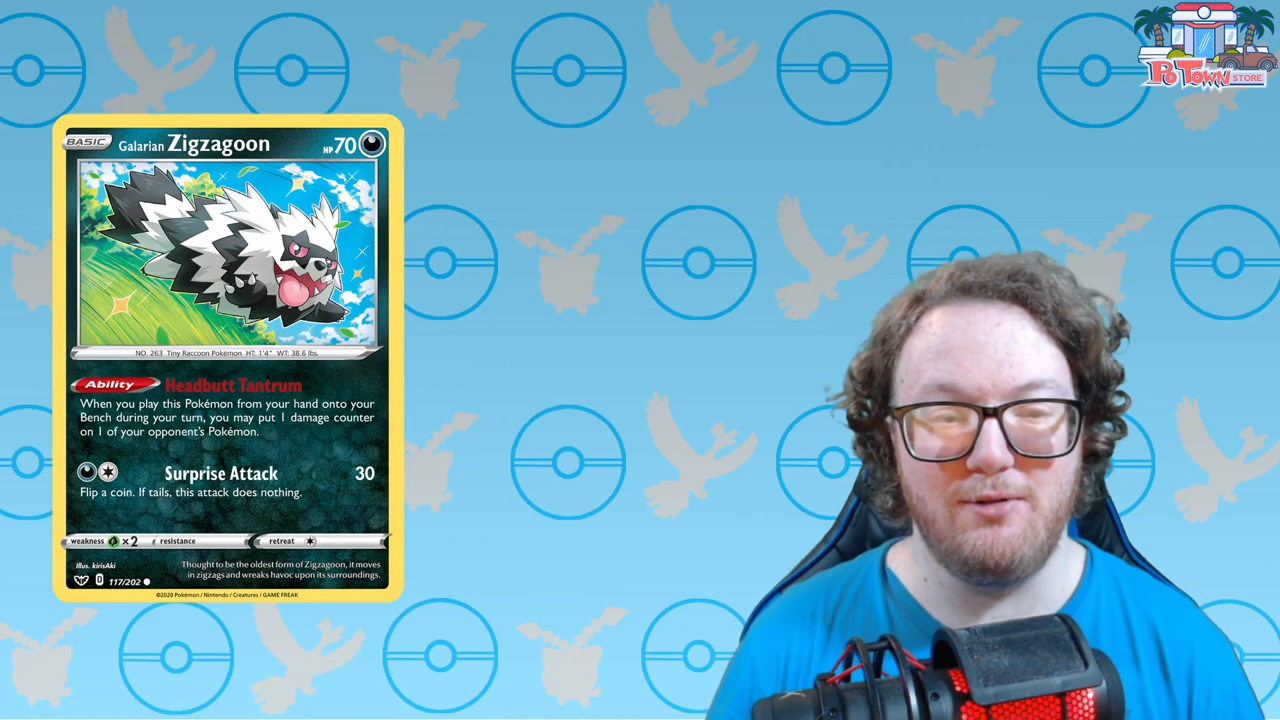 PO TOWN STORE
BASIC Galarian Zigzagoon HP 70
NO. 263 Tiny Raccoon Pokémon HT: 1'4" WT: 38.6 lbs.
Ability Headbutt Tantrum
When you play this Pokémon from your hand onto your
Bench during your turn, you may put 1 damage counter
on 1 of your opponent's Pokémon.
Surprise Attack 30
Flip a coin. If tails, this attack does nothing.
weakness ×2 resistance retreat
Illus. kirisAki
Thought to be the oldest form of Zigzagoon, it moves
in zigzags and wreaks havoc upon its surroundings.
D 117/202
©2020 Pokémon / Nintendo / Creatures / GAME FREAK